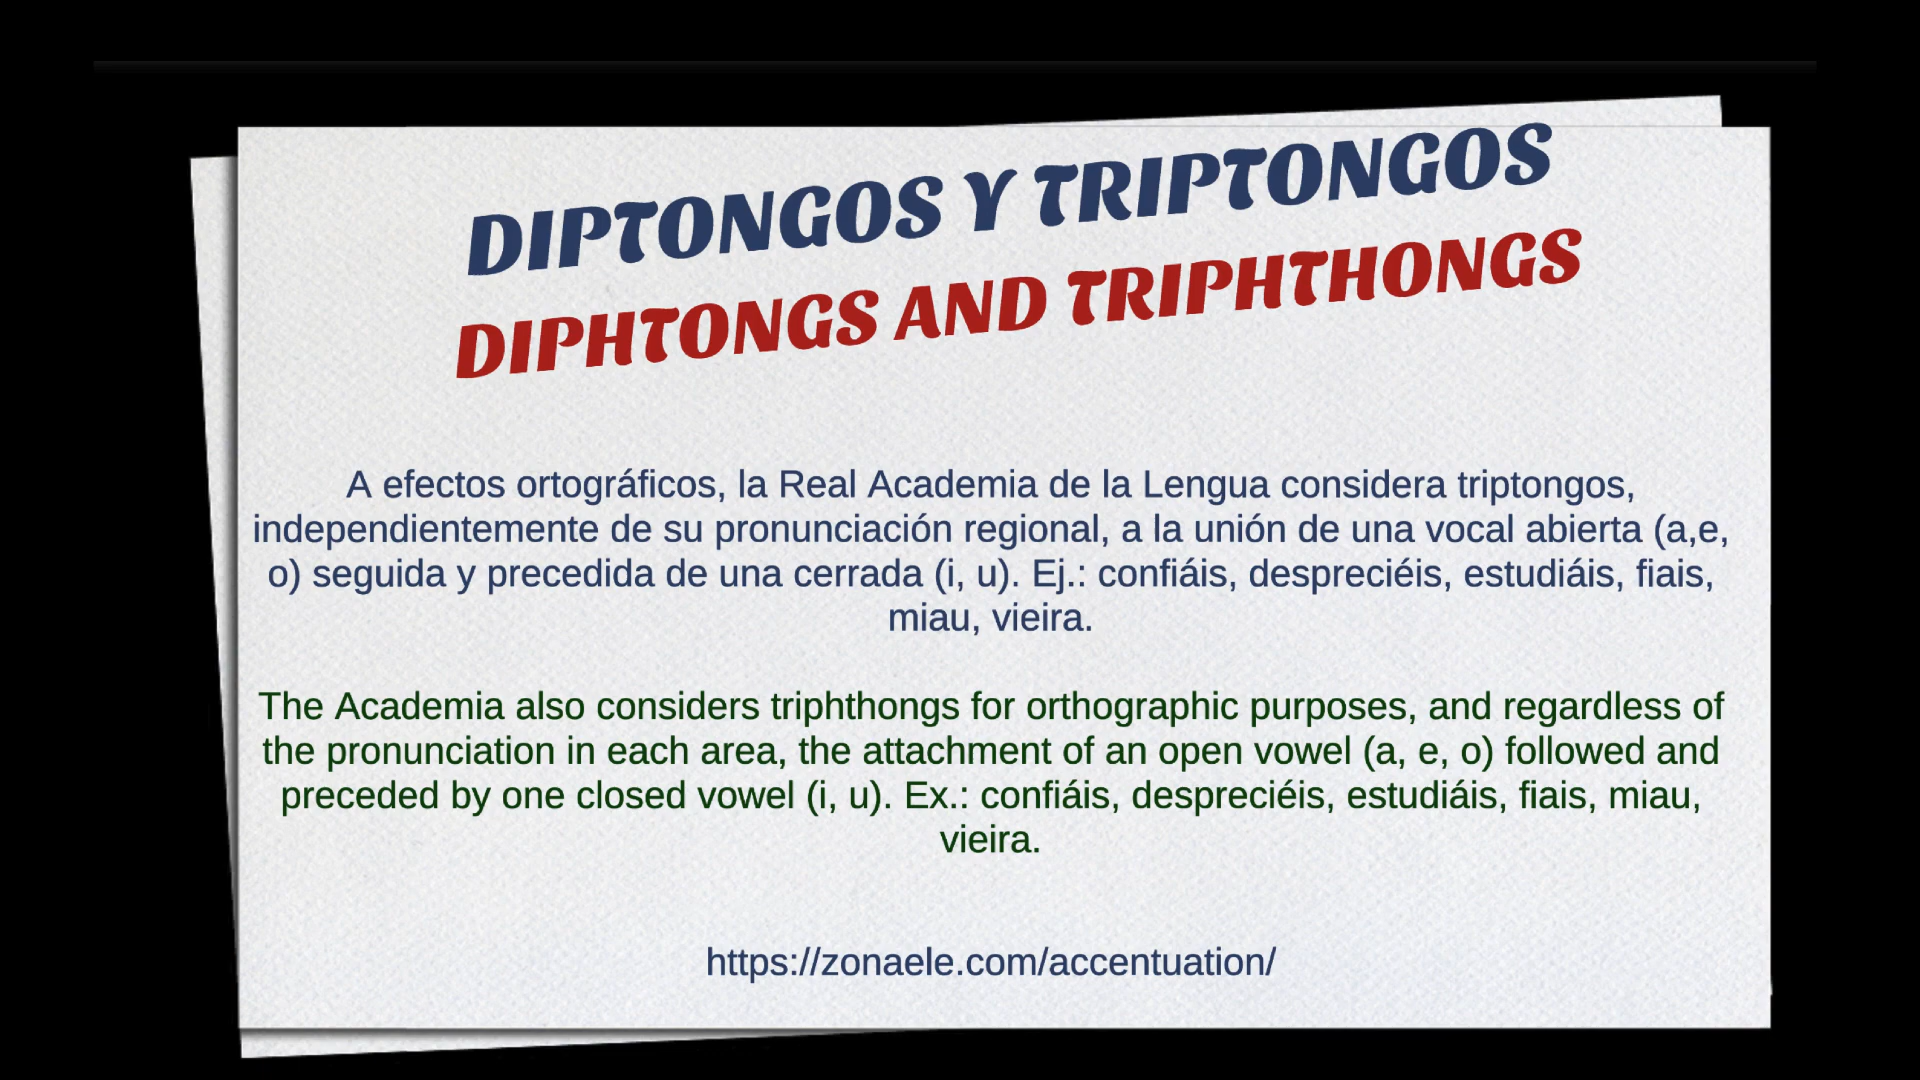 DIPTONGOS Y TRIPTONGOS
DIPHTONGS AND TRIPHTHONGS
A efectos ortográficos, la Real Academia de la Lengua considera triptongos,
independientemente de su pronunciación regional, a la unión de una vocal abierta (a,e,
o) seguida y precedida de una cerrada (i, u). Ej.: confiáis, despreciéis, estudiáis, fiais,
miau, vieira.
The Academia also considers triphthongs for orthographic purposes, and regardless of
the pronunciation in each area, the attachment of an open vowel (a, e, o) followed and
preceded by one closed vowel (i, u). Ex.: confiáis, despreciéis, estudiáis, fiais, miau,
vieira.
https://zonaele.com/accentuation/